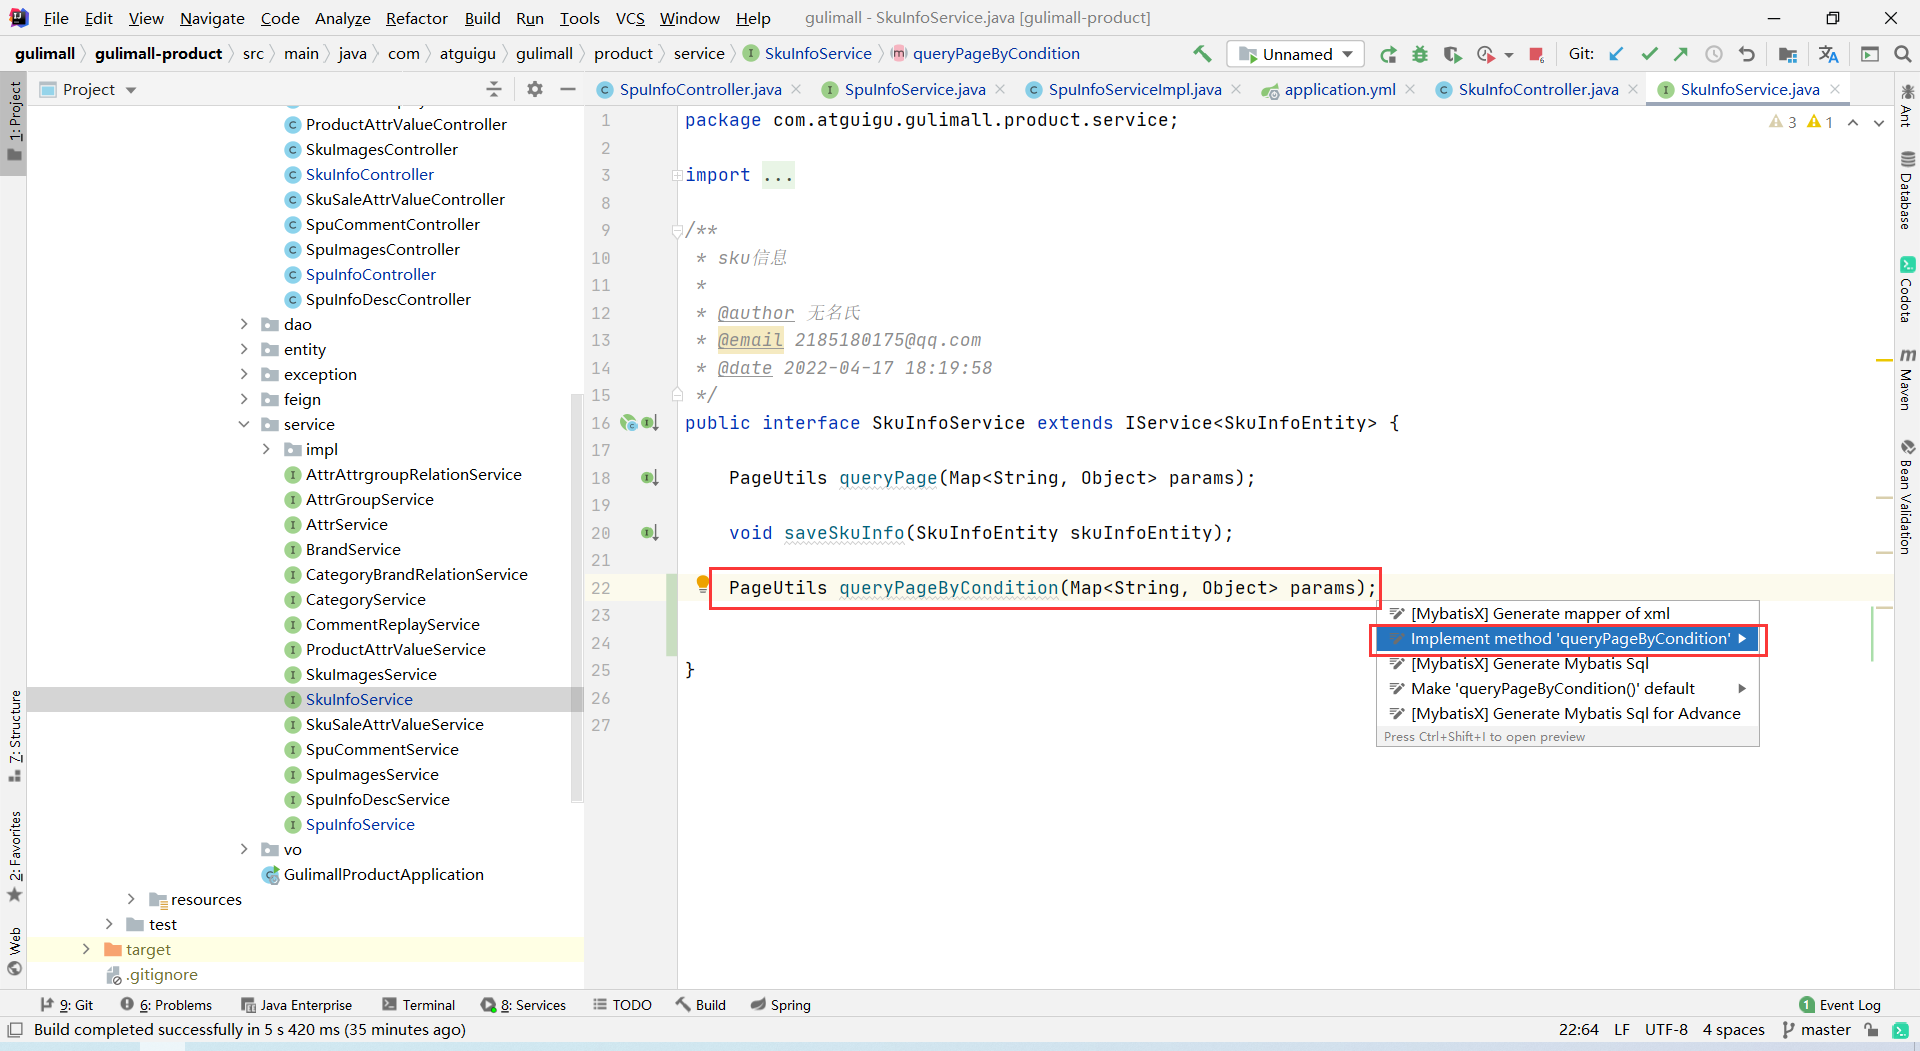 File Edit View Navigate Code Analyze Refactor Build Run Tools VCS Window Help gulimall - SkuInfoService.java [gulimall-product]
gulimall gulimall-product src main java com atguigu gulimall product service SkuInfoService queryPageByCondition Unnamed Git:
Project
SpuInfoController.java SpuInfoService.java SpuInfoServiceImpl.java application.yml SkuInfoController.java SkuInfoService.java
1: Project
7: Structure
2: Favorites
Web
ProductAttrValueController
SkuImagesController
SkuInfoController
SkuSaleAttrValueController
SpuCommentController
SpuImagesController
SpuInfoController
SpuInfoDescController
dao
entity
exception
feign
service
impl
AttrAttrgroupRelationService
AttrGroupService
AttrService
BrandService
CategoryBrandRelationService
CategoryService
CommentReplayService
ProductAttrValueService
SkuImagesService
SkuInfoService
SkuSaleAttrValueService
SpuCommentService
SpuImagesService
SpuInfoDescService
SpuInfoService
vo
GulimallProductApplication
resources
test
target
.gitignore
1 package com.atguigu.gulimall.product.service;
2
3 import ...
8
9 /**
10 * sku信息
11 *
12 * @author 无名氏
13 * @email 2185180175@qq.com
14 * @date 2022-04-17 18:19:58
15 */
16 public interface SkuInfoService extends IService<SkuInfoEntity> {
17
18 PageUtils queryPage(Map<String, Object> params);
19
20 void saveSkuInfo(SkuInfoEntity skuInfoEntity);
21
22 PageUtils queryPageByCondition(Map<String, Object> params);
23
24
25 }
26
27
3 1
[MybatisX] Generate mapper of xml
Implement method 'queryPageByCondition'
[MybatisX] Generate Mybatis Sql
Make 'queryPageByCondition()' default
[MybatisX] Generate Mybatis Sql for Advance
Press Ctrl+Shift+I to open preview
Ant
Database
Codota
Maven
Bean Validation
9: Git 6: Problems Java Enterprise Terminal 8: Services TODO Build Spring 1 Event Log
Build completed successfully in 5 s 420 ms (35 minutes ago) 22:64 LF UTF-8 4 spaces master